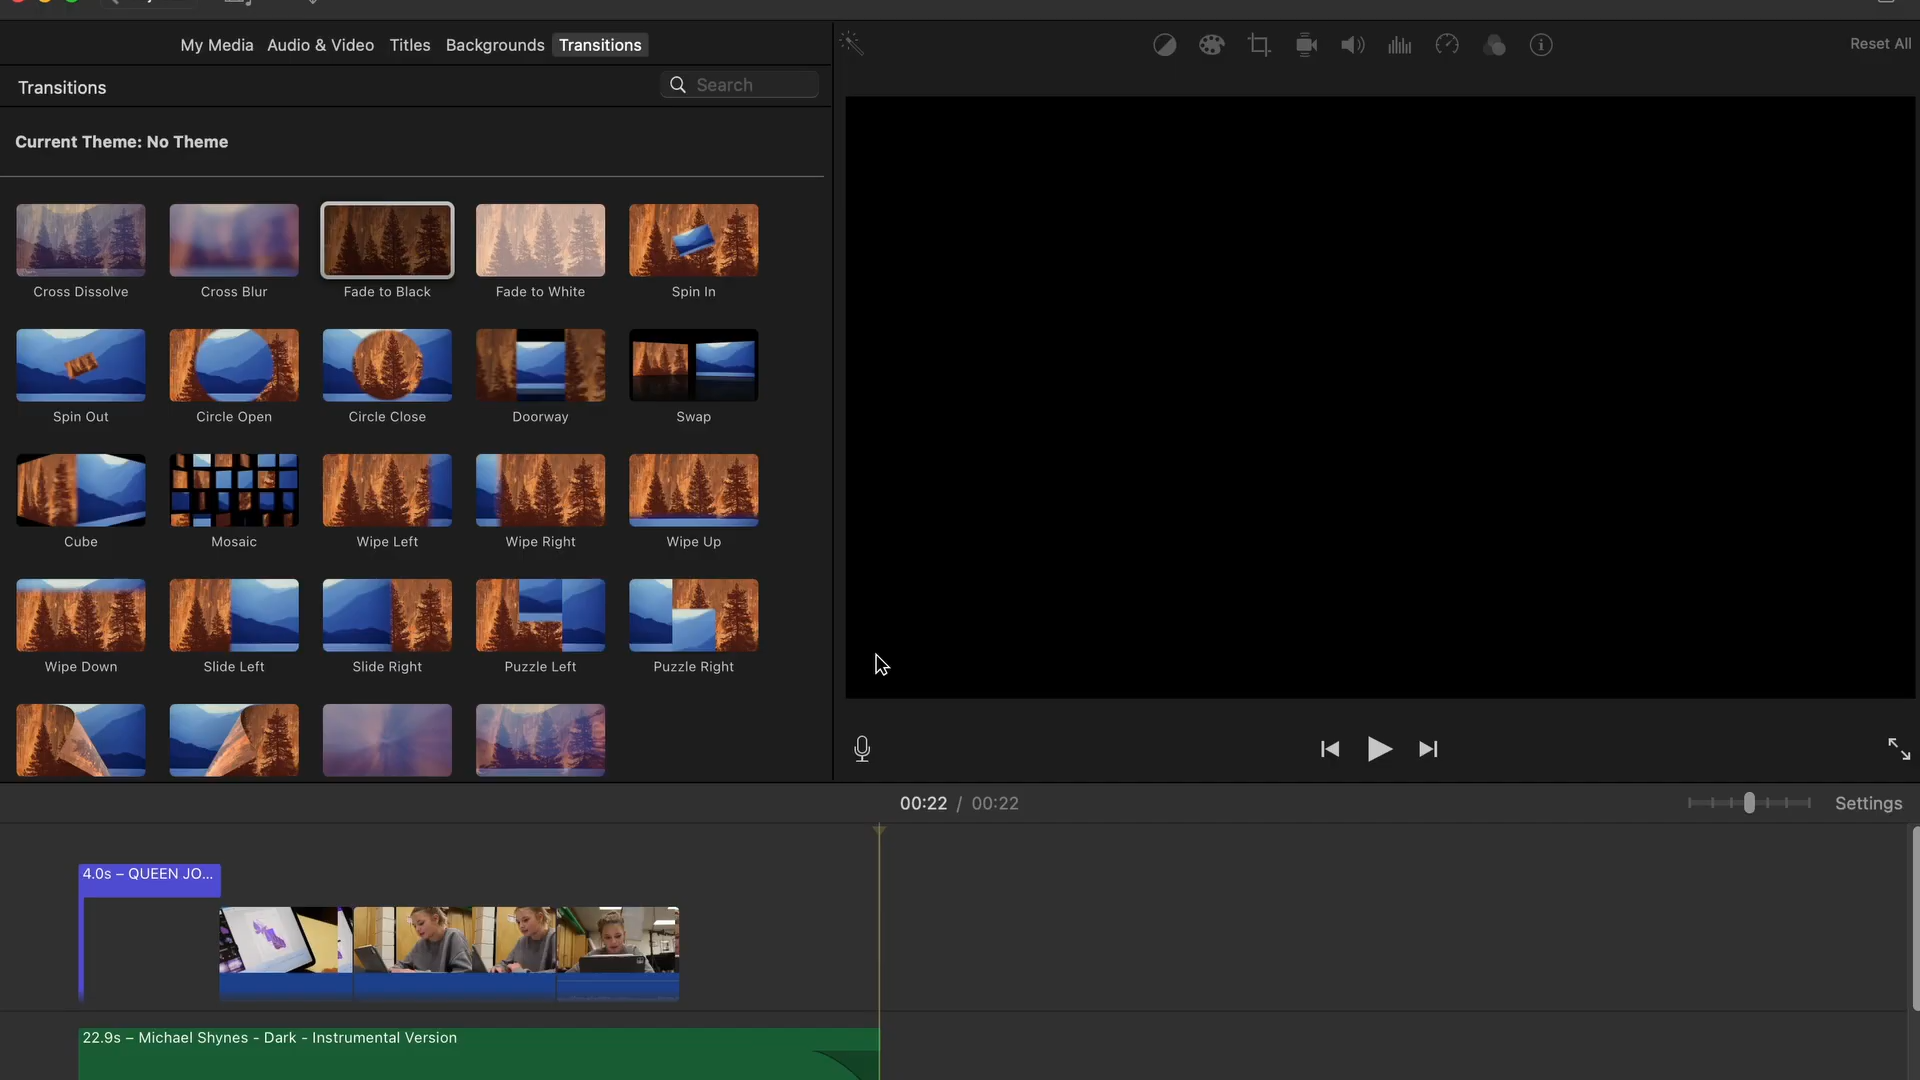 My Media Audio & Video Titles Backgrounds Transitions
Reset All
Transitions
Search
Current Theme: No Theme
Cross Dissolve Cross Blur Fade to Black Fade to White Spin In
Spin Out Circle Open Circle Close Doorway Swap
Cube Mosaic Wipe Left Wipe Right Wipe Up
Wipe Down Slide Left Slide Right Puzzle Left Puzzle Right
00:22 / 00:22
Settings
4.0s – QUEEN JO...
22.9s – Michael Shynes - Dark - Instrumental Version